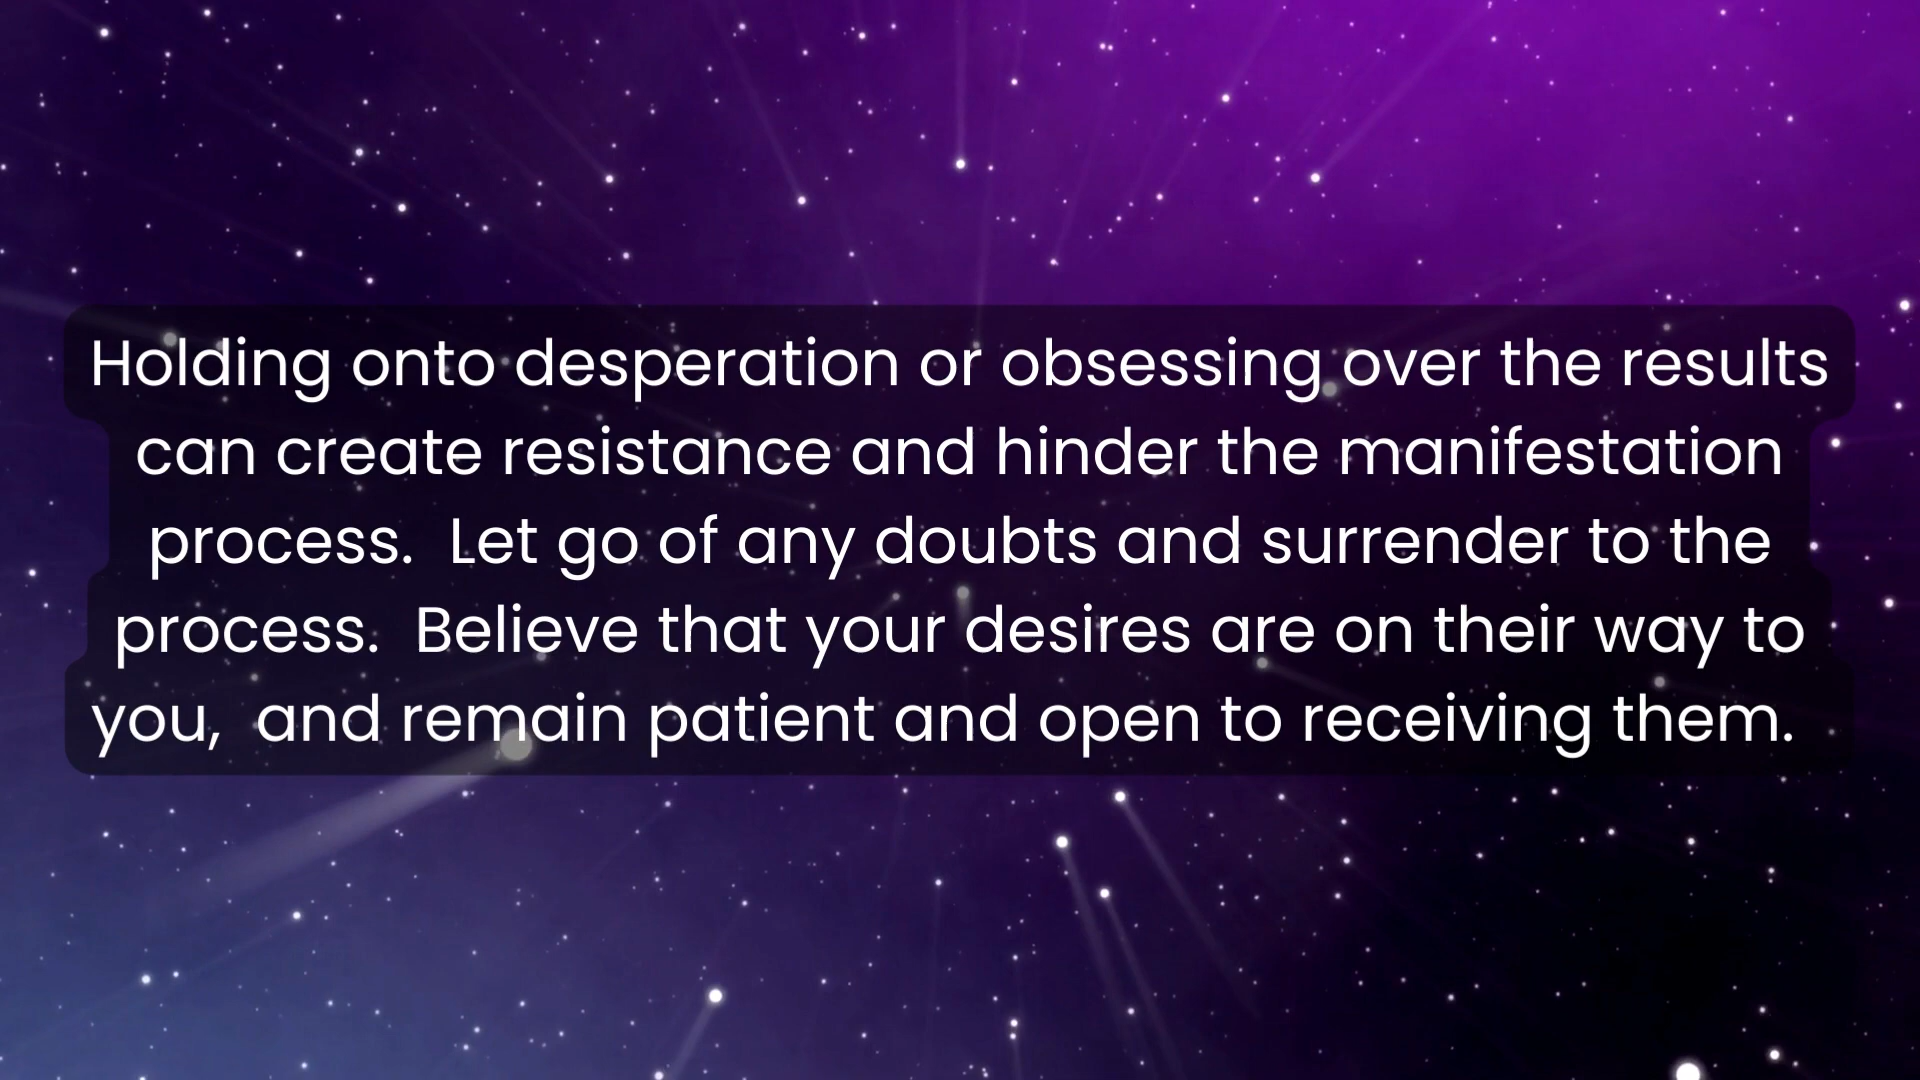 Holding onto desperation or obsessing over the results
can create resistance and hinder the manifestation
process.  Let go of any doubts and surrender to the
process.  Believe that your desires are on their way to
you,  and remain patient and open to receiving them.